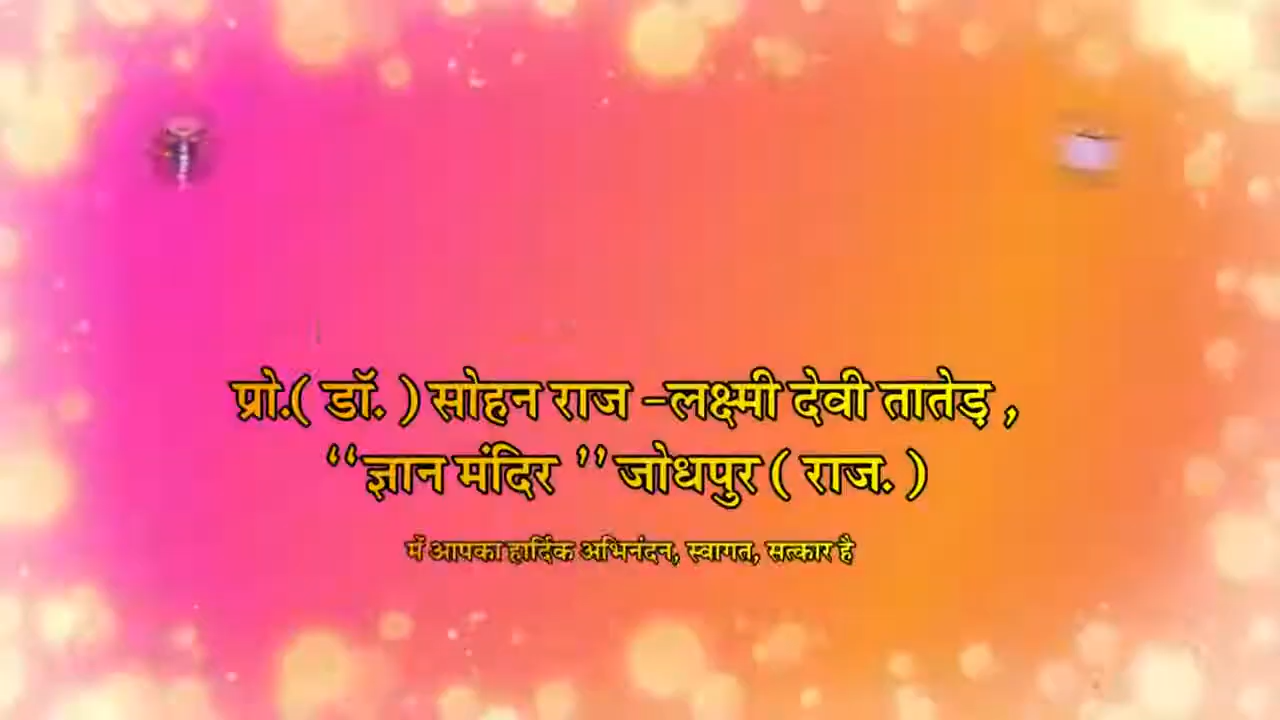 प्रो.( डॉ. ) सोहन राज -लक्ष्मी देवी तातेड़ ,
‘‘ज्ञान मंदिर ’’ जोधपुर ( राज. )
में आपका हार्दिक अभिनंदन, स्वागत, सत्कार है